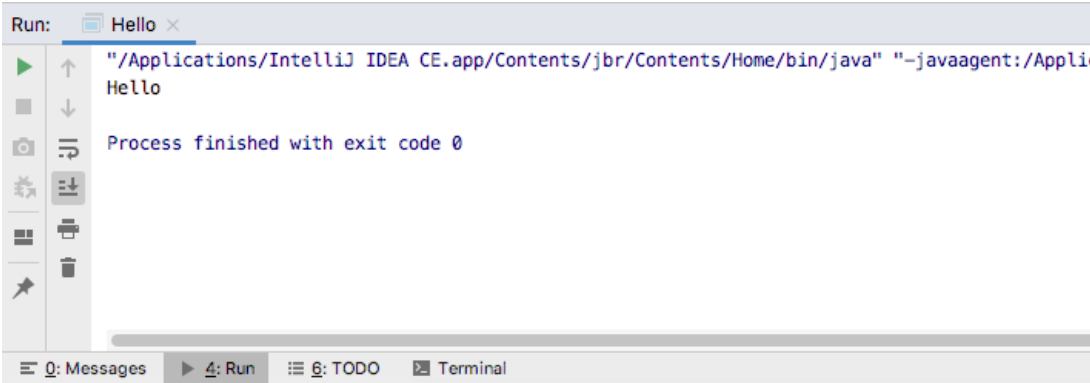 Run: Hello
"/Applications/IntelliJ IDEA CE.app/Contents/jbr/Contents/Home/bin/java" "-javaagent:/Appli
Hello
Process finished with exit code 0
0: Messages 4: Run 6: TODO Terminal